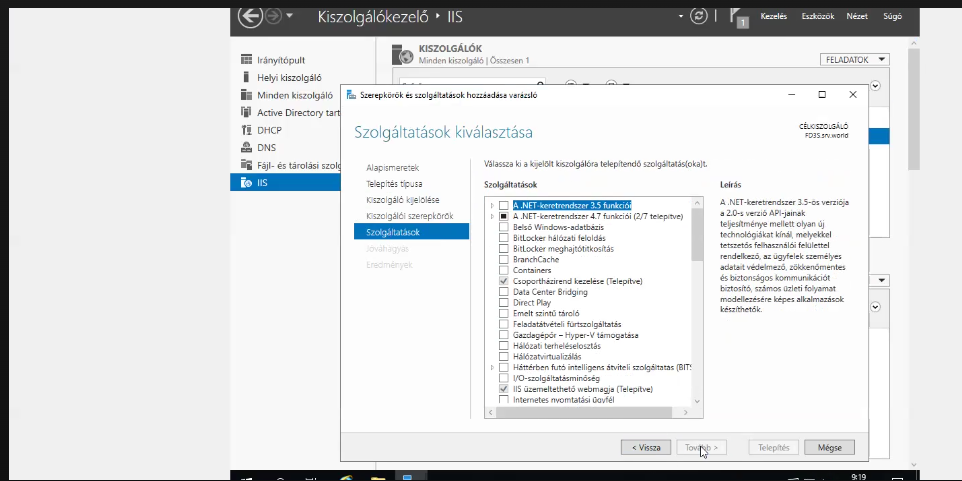 Kiszolgálókezelő • IIS
1
Kezelés
Eszközök
Nézet
Súgó
Irányítópult
Helyi kiszolgáló
Minden kiszolgáló
Active Directory tart
DHCP
DNS
Fájl- és tárolási szolg
IIS
KISZOLGÁLÓK
Minden kiszolgáló | Összesen 1
FELADATOK
Szerepkörök és szolgáltatások hozzáadása varázsló
Szolgáltatások kiválasztása
CÉLKISZOLGÁLÓ
FD3S.srv.world
Alapismeretek
Telepítés típusa
Kiszolgáló kijelölése
Kiszolgálói szerepkörök
Szolgáltatások
Jóváhagyás
Eredmények
Válassza ki a kijelölt kiszolgálóra telepítendő szolgáltatás(oka)t.
Szolgáltatások
A .NET-keretrendszer 3.5 funkciói
A .NET-keretrendszer 4.7 funkciói (2/7 telepítve)
Belső Windows-adatbázis
BitLocker hálózati feloldás
BitLocker meghajtótitkosítás
BranchCache
Containers
Csoportházirend kezelése (Telepítve)
Data Center Bridging
Direct Play
Emelt szintű tároló
Feladatátvételi fürtszolgáltatás
Gazdagépőr – Hyper-V támogatása
Hálózati terheléselosztás
Hálózatvirtualizálás
Háttérben futó intelligens átviteli szolgáltatás (BITS
I/O-szolgáltatásminőség
IIS üzemeltethető webmagja (Telepítve)
Internetes nyomtatási ügyfél
Leírás
A .NET-keretrendszer 3.5-ös verziója
a 2.0-s verzió API-jainak
teljesítménye mellett olyan új
technológiákat kínál, melyekkel
tetszetős felhasználói felülettel
rendelkező, az ügyfelek személyes
adatait védelmező, zökkenőmentes
és biztonságos kommunikációt
biztosító, számos üzleti folyamat
modellezésére képes alkalmazások
készíthetők.
< Vissza
Tovább >
Telepítés
Mégse
9:19